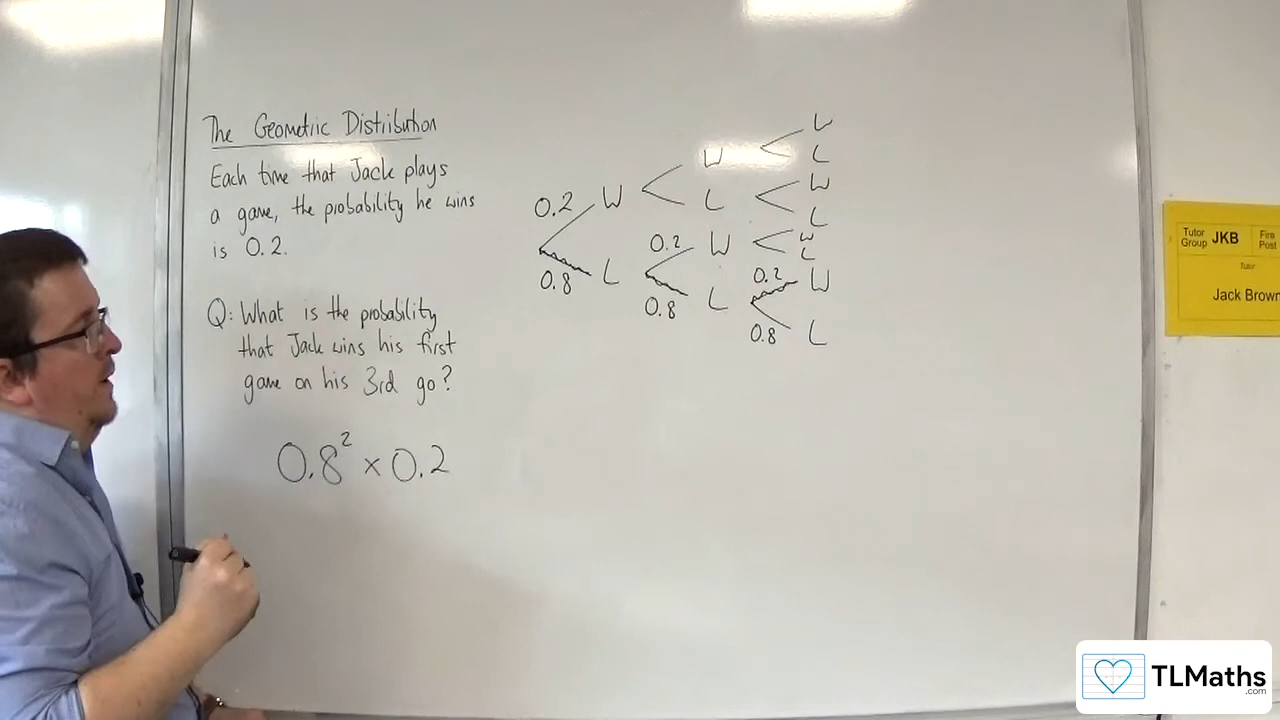 The Geometric Distribution
Each time that Jack plays
a game, the probability he wins
is 0.2.
Q: What is the probability
that Jack wins his first
game on his 3rd go?
0.8² × 0.2
W
W
L
0.2 W
L
W
L
0.2 W
W
L
0.8 L
0.2 W
0.8 L
0.8 L
Tutor Group JKB Fire Post
Tutor
Jack Brown
TLMaths
.com